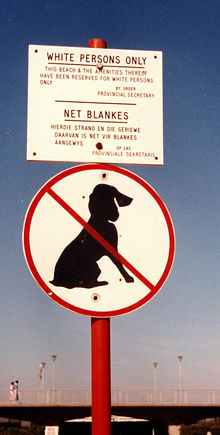 WHITE PERSONS ONLY
THIS BEACH & THE AMENITIES THEREOF
HAVE BEEN RESERVED FOR WHITE PERSONS
ONLY.
BY ORDER
PROVINCIAL SECRETARY
NET BLANKES
HIERDIE STRAND EN DIE GERIEWE
DAARVAN IS NET VIR BLANKES
AANGEWYS.
OP LAS
PROVINSIALE SEKRETARIS